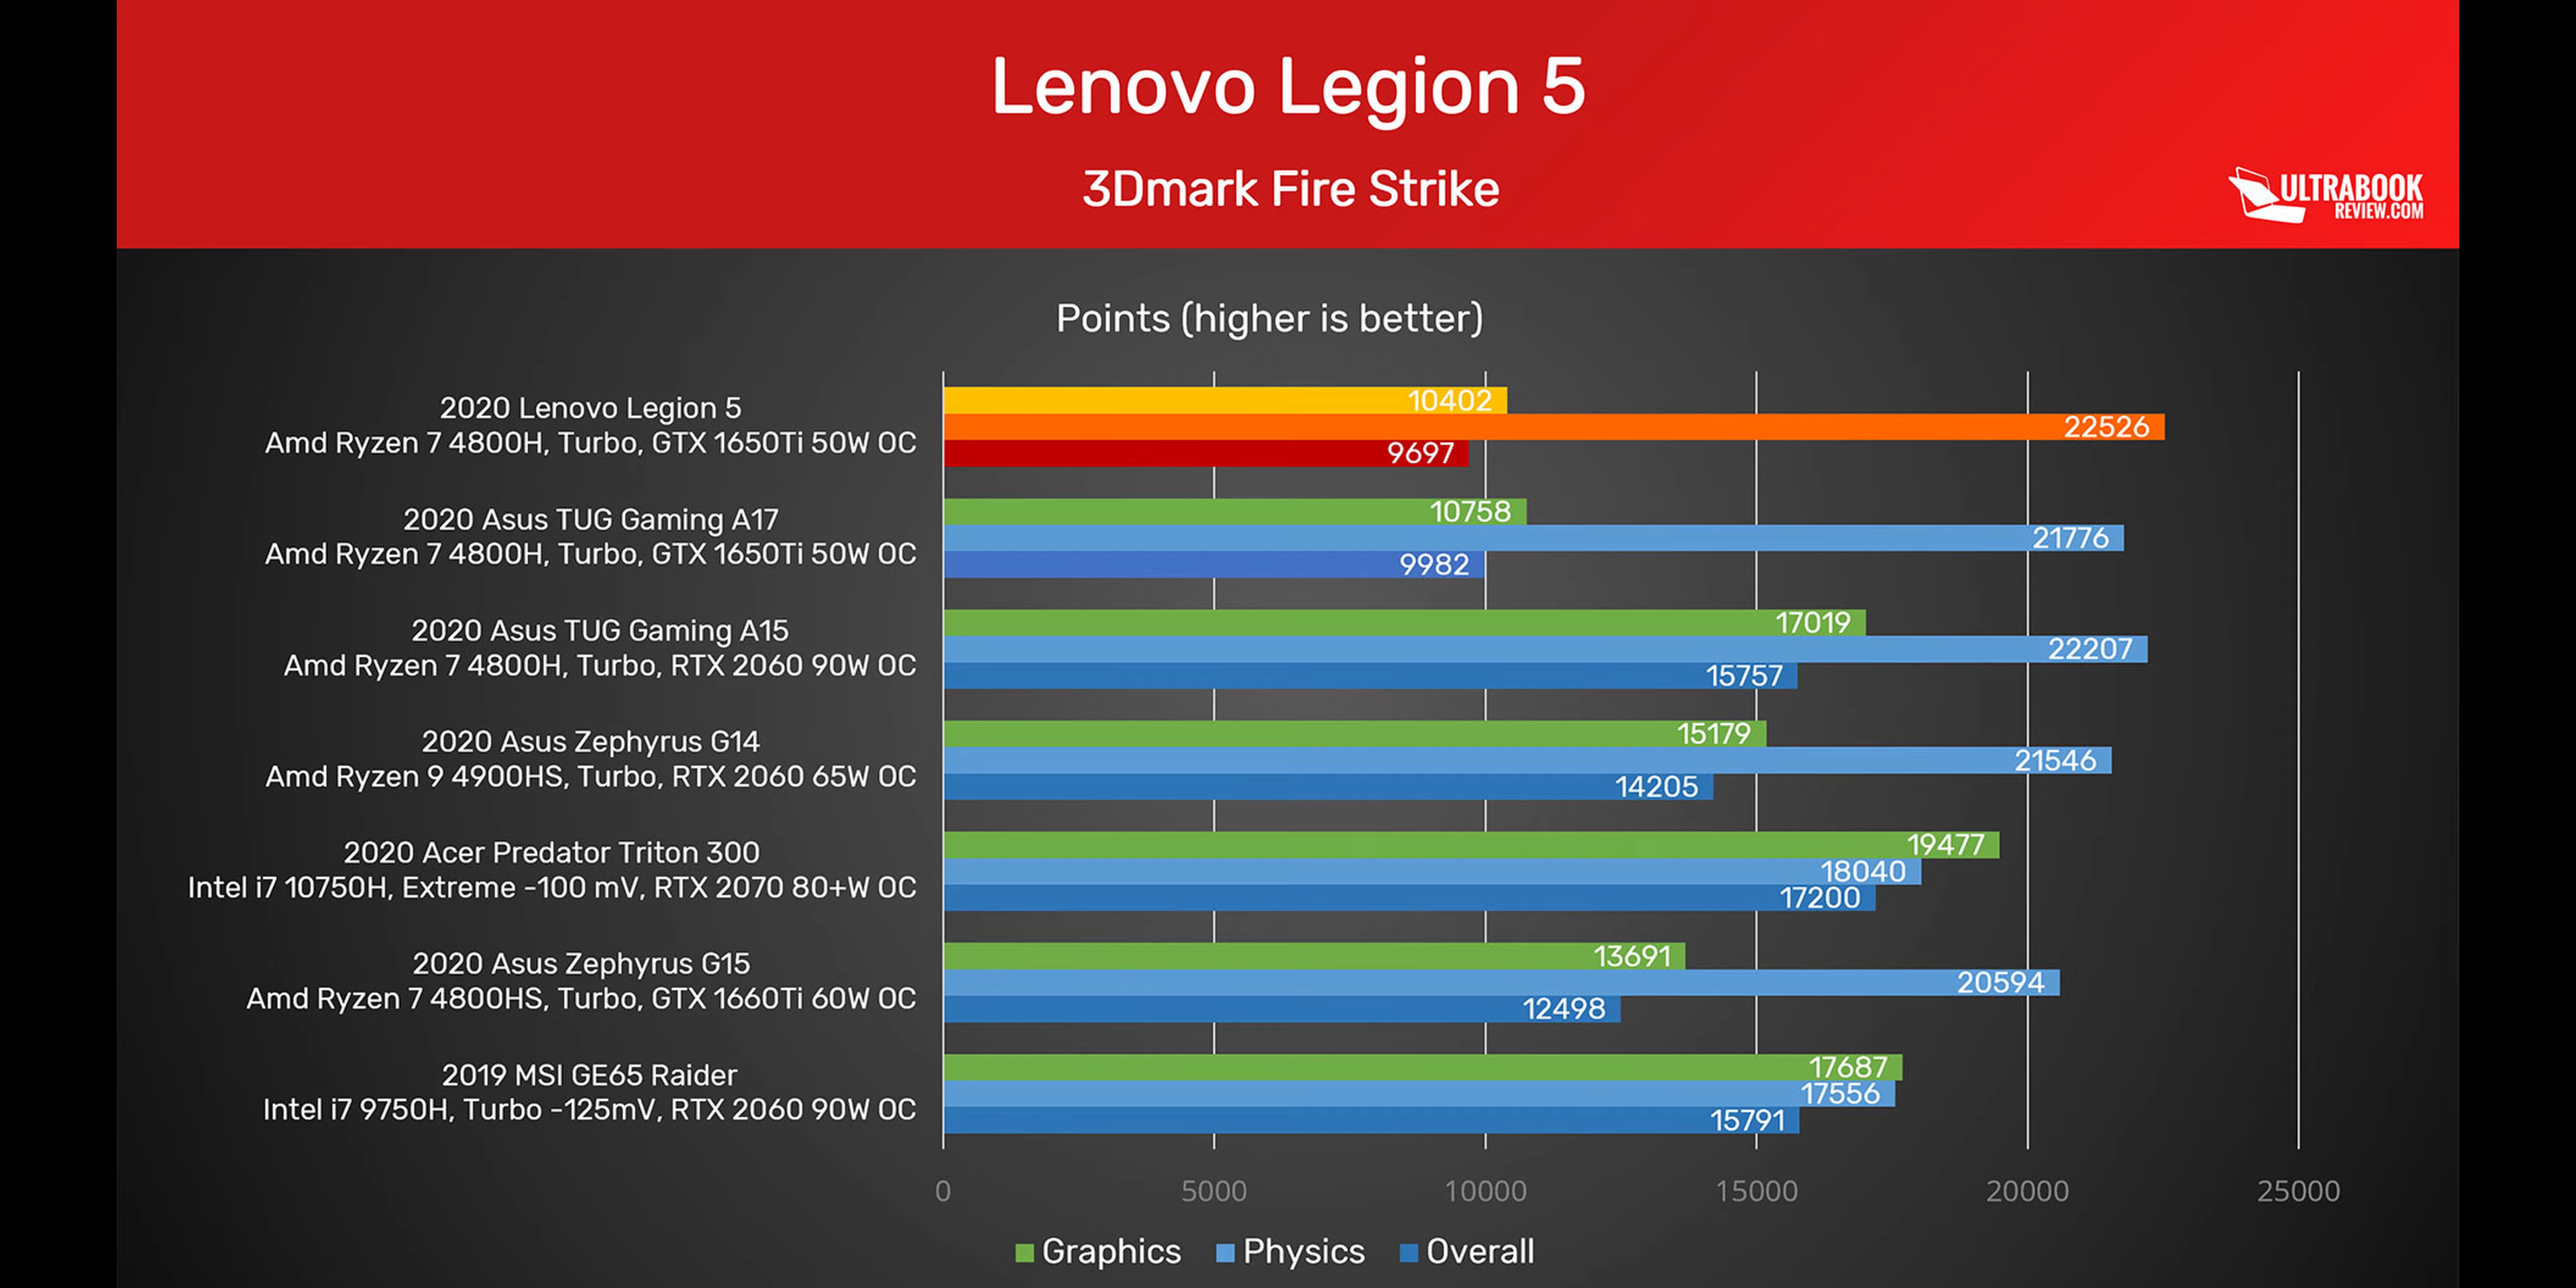 Lenovo Legion 5
3Dmark Fire Strike
ULTRABOOK
REVIEW.COM
Points (higher is better)
2020 Lenovo Legion 5
Amd Ryzen 7 4800H, Turbo, GTX 1650Ti 50W OC
10402
22526
9697
2020 Asus TUG Gaming A17
Amd Ryzen 7 4800H, Turbo, GTX 1650Ti 50W OC
10758
21776
9982
2020 Asus TUG Gaming A15
Amd Ryzen 7 4800H, Turbo, RTX 2060 90W OC
17019
22207
15757
2020 Asus Zephyrus G14
Amd Ryzen 9 4900HS, Turbo, RTX 2060 65W OC
15179
21546
14205
2020 Acer Predator Triton 300
Intel i7 10750H, Extreme -100 mV, RTX 2070 80+W OC
19477
18040
17200
2020 Asus Zephyrus G15
Amd Ryzen 7 4800HS, Turbo, GTX 1660Ti 60W OC
13691
20594
12498
2019 MSI GE65 Raider
Intel i7 9750H, Turbo -125mV, RTX 2060 90W OC
17687
17556
15791
0 5000 10000 15000 20000 25000
Graphics Physics Overall